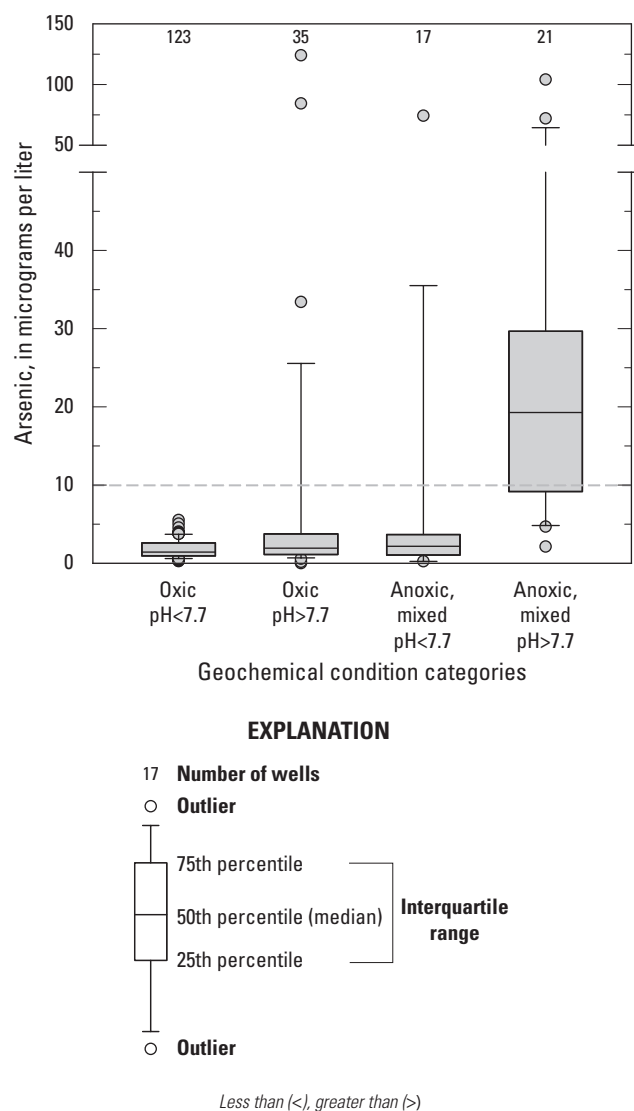 123 35 17 21
150
100
50
40
30
20
10
0
Arsenic, in micrograms per liter
Oxic
pH<7.7
Oxic
pH>7.7
Anoxic,
mixed
pH<7.7
Anoxic,
mixed
pH>7.7
Geochemical condition categories
EXPLANATION
17 Number of wells
Outlier
75th percentile
50th percentile (median)
25th percentile
Interquartile
range
Outlier
Less than (<), greater than (>)